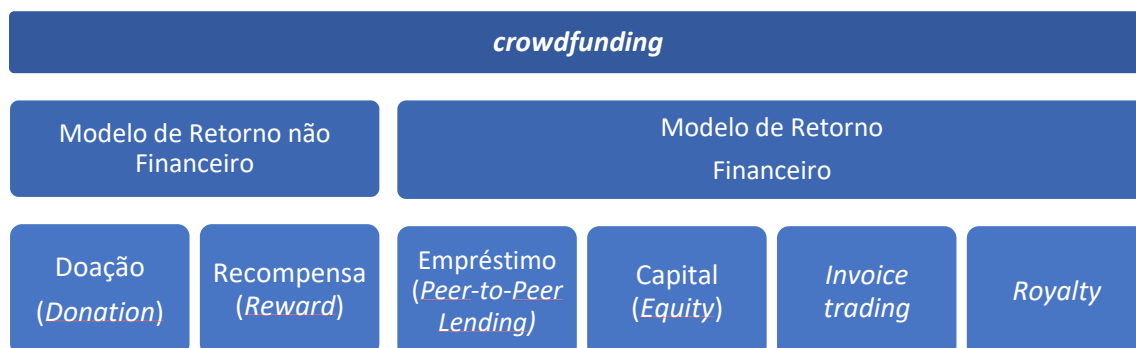 crowdfunding
Modelo de Retorno não
Financeiro
Modelo de Retorno
Financeiro
Doação
(Donation)
Recompensa
(Reward)
Empréstimo
(Peer-to-Peer
Lending)
Capital
(Equity)
Invoice
trading
Royalty